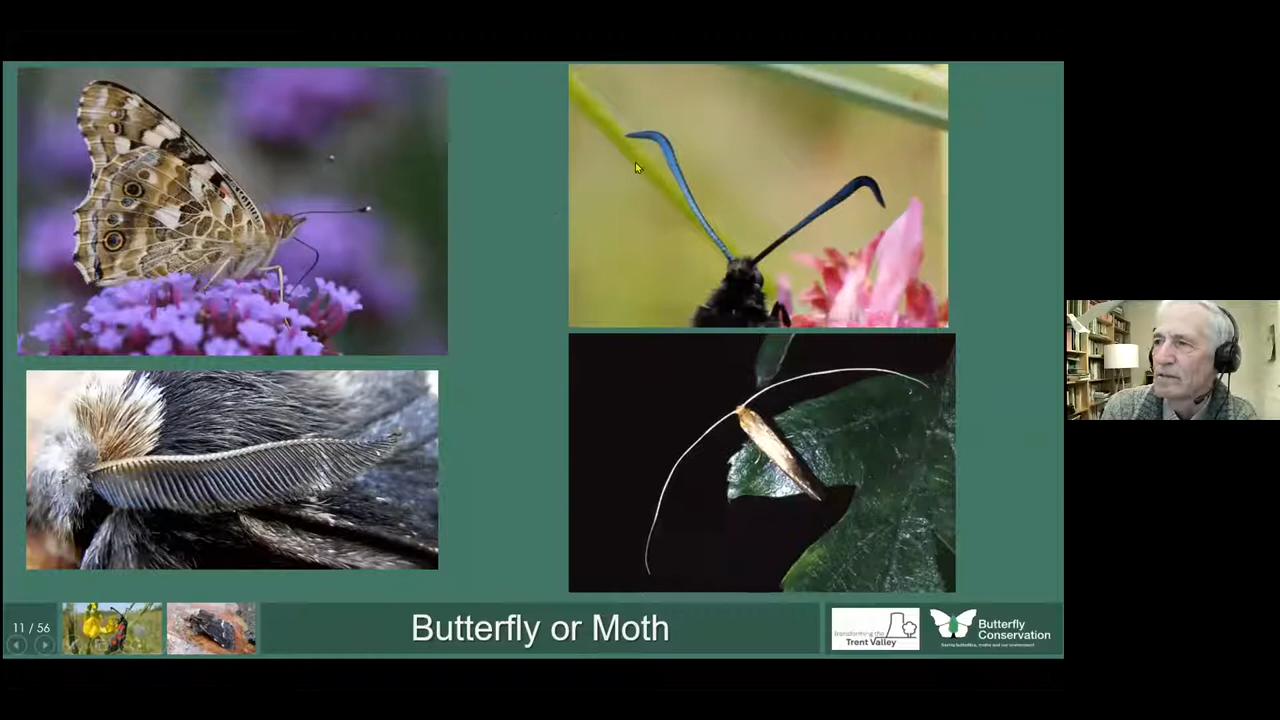 11 / 56
Butterfly or Moth
Transforming the
Trent Valley
Butterfly
Conservation
Saving butterflies, moths and our environment